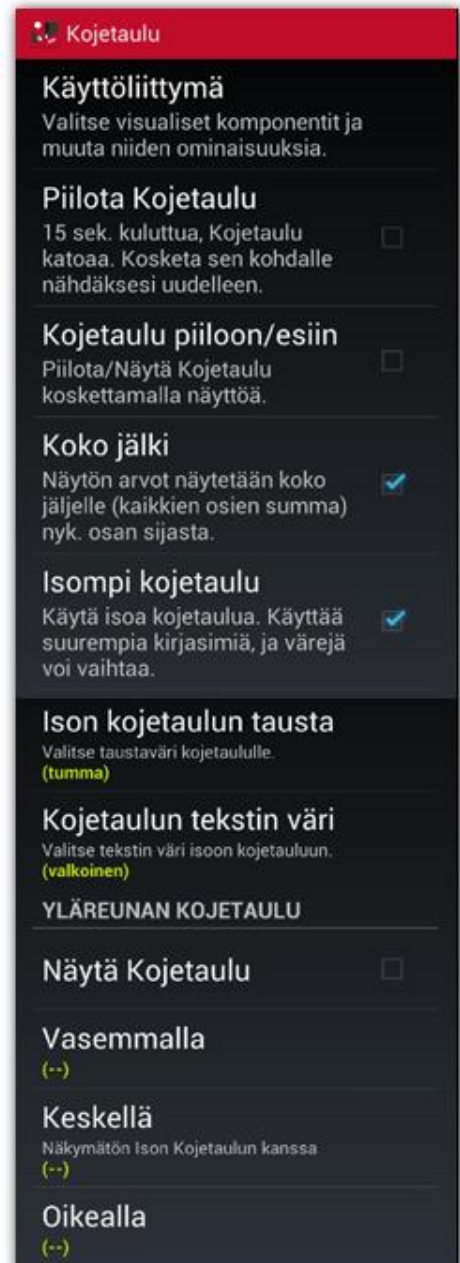 Kojetaulu
Käyttöliittymä
Valitse visualiset komponentit ja
muuta niiden ominaisuuksia.
Piilota Kojetaulu
15 sek. kuluttua, Kojetaulu
katoaa. Kosketa sen kohdalle
nähdäksesi uudelleen.
Kojetaulu piiloon/esiin
Piilota/Näytä Kojetaulu
koskettamalla näyttöä.
Koko jälki
Näytön arvot näytetään koko
jäljelle (kaikkien osien summa)
nyk. osan sijasta.
Isompi kojetaulu
Käytä isoa kojetaulua. Käyttää
suurempia kirjasimiä, ja värejä
voi vaihtaa.
Ison kojetaulun tausta
Valitse taustaväri kojetaululle.
(tumma)
Kojetaulun tekstin väri
Valitse tekstin väri isoon kojetauluun.
(valkoinen)
YLÄREUNAN KOJETAULU
Näytä Kojetaulu
Vasemmalla
(--)
Keskellä
Näkymätön Ison Kojetaulun kanssa
(--)
Oikealla
(--)